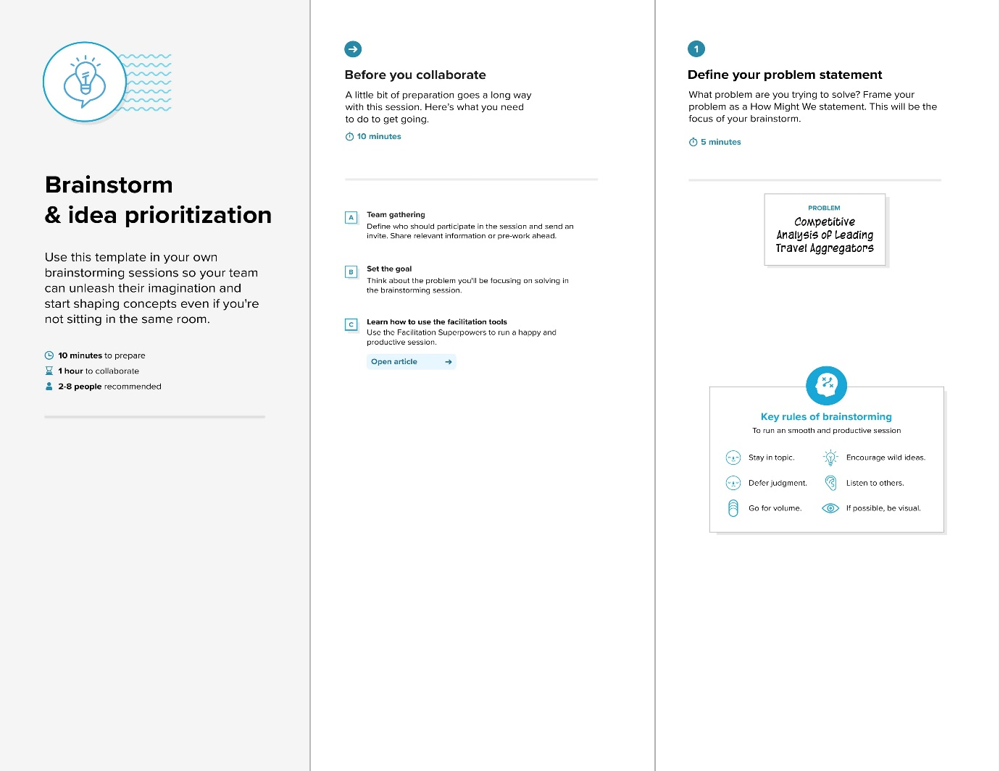 Brainstorm
& idea prioritization
Use this template in your own
brainstorming sessions so your team
can unleash their imagination and
start shaping concepts even if you're
not sitting in the same room.
10 minutes to prepare
1 hour to collaborate
2-8 people recommended
Before you collaborate
A little bit of preparation goes a long way
with this session. Here’s what you need
to do to get going.
10 minutes
A
Team gathering
Define who should participate in the session and send an
invite. Share relevant information or pre-work ahead.
B
Set the goal
Think about the problem you'll be focusing on solving in
the brainstorming session.
C
Learn how to use the facilitation tools
Use the Facilitation Superpowers to run a happy and
productive session.
Open article
1
Define your problem statement
What problem are you trying to solve? Frame your
problem as a How Might We statement. This will be the
focus of your brainstorm.
5 minutes
PROBLEM
Competitive
Analysis of Leading
Travel Aggregators
Key rules of brainstorming
To run an smooth and productive session
Stay in topic.
Encourage wild ideas.
Defer judgment.
Listen to others.
Go for volume.
If possible, be visual.